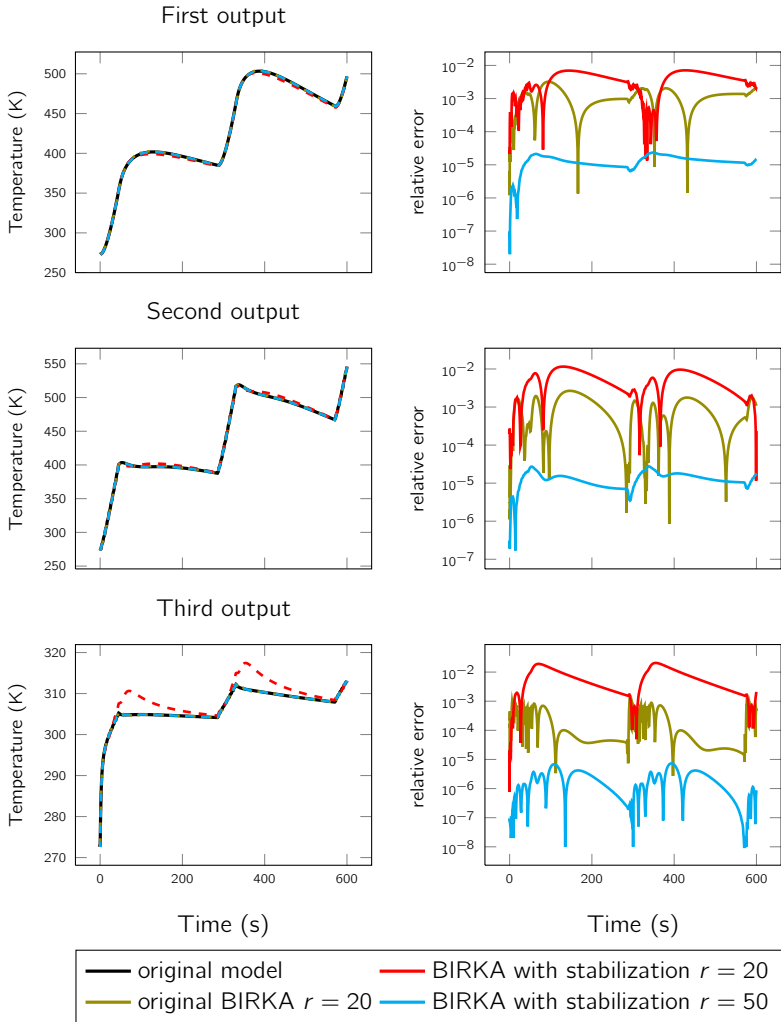 First output
Temperature (K)
500
450
400
350
300
250
relative error
10−2
10−3
10−4
10−5
10−6
10−7
10−8
Second output
Temperature (K)
550
500
450
400
350
300
250
relative error
10−2
10−3
10−4
10−5
10−6
10−7
Third output
Temperature (K)
320
310
300
290
280
270
0 200 400 600
Time (s)
relative error
10−2
10−3
10−4
10−5
10−6
10−7
10−8
0 200 400 600
Time (s)
original model
BIRKA with stabilization r = 20
original BIRKA r = 20
BIRKA with stabilization r = 50